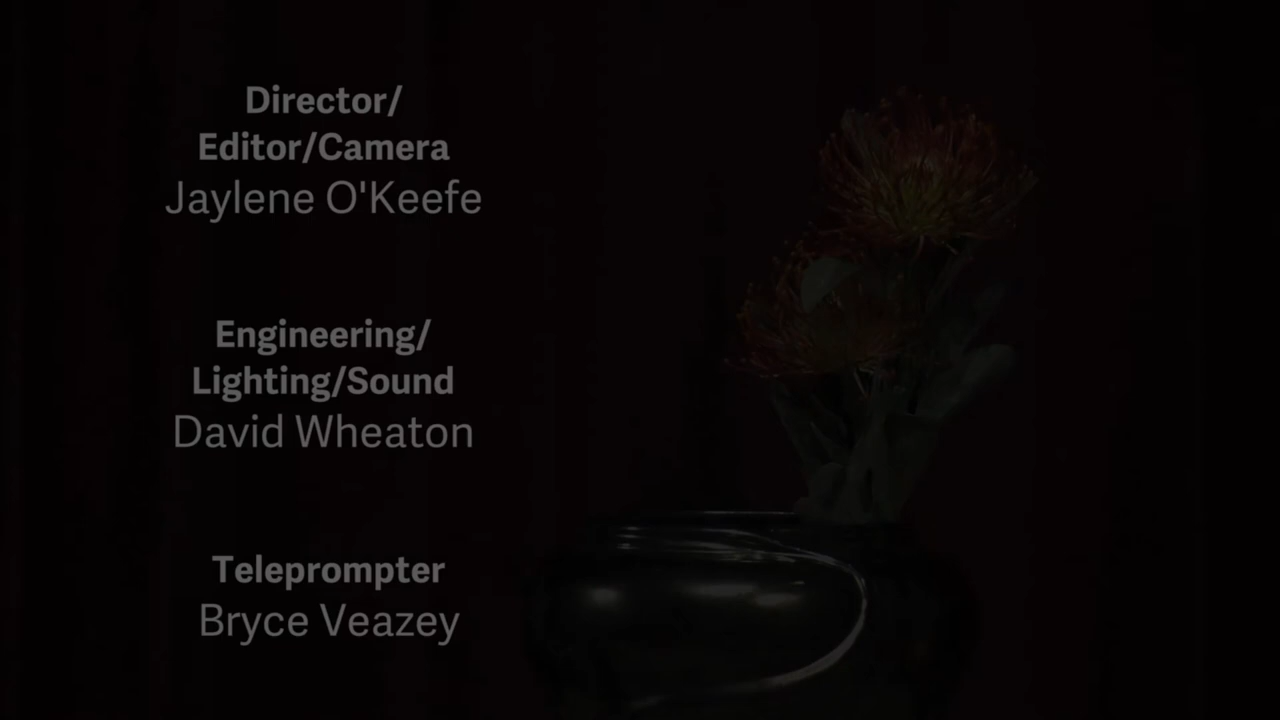 Director/
Editor/Camera
Jaylene O'Keefe
Engineering/
Lighting/Sound
David Wheaton
Teleprompter
Bryce Veazey